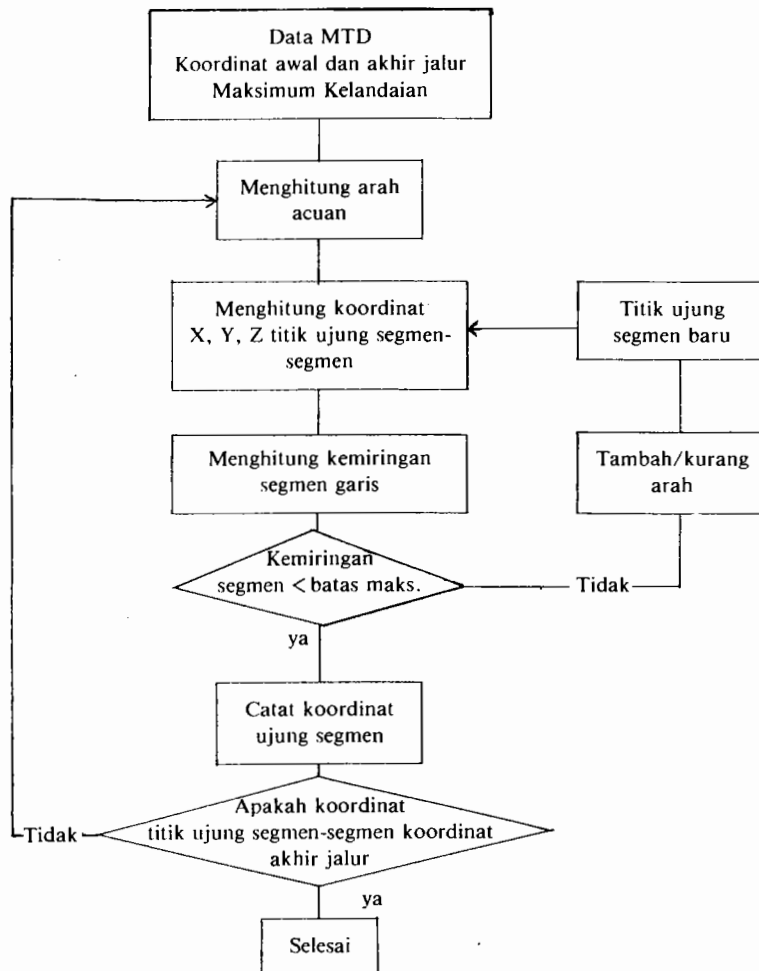 Data MTD
Koordinat awal dan akhir jalur
Maksimum Kelandaian
Menghitung arah
acuan
Menghitung koordinat
X, Y, Z titik ujung segmen-
segmen
Titik ujung
segmen baru
Menghitung kemiringan
segmen garis
Tambah/kurang
arah
Kemiringan
segmen < batas maks.
Tidak
ya
Catat koordinat
ujung segmen
Apakah koordinat
titik ujung segmen-segmen koordinat
akhir jalur
Tidak
ya
Selesai